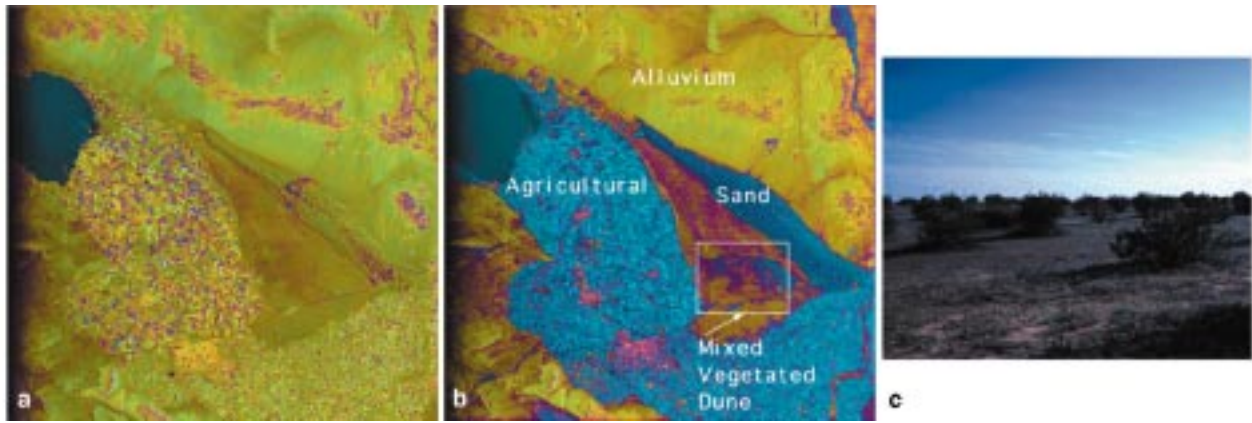 Alluvium
Agricultural
Sand
Mixed
Vegetated
Dune
a
b
c